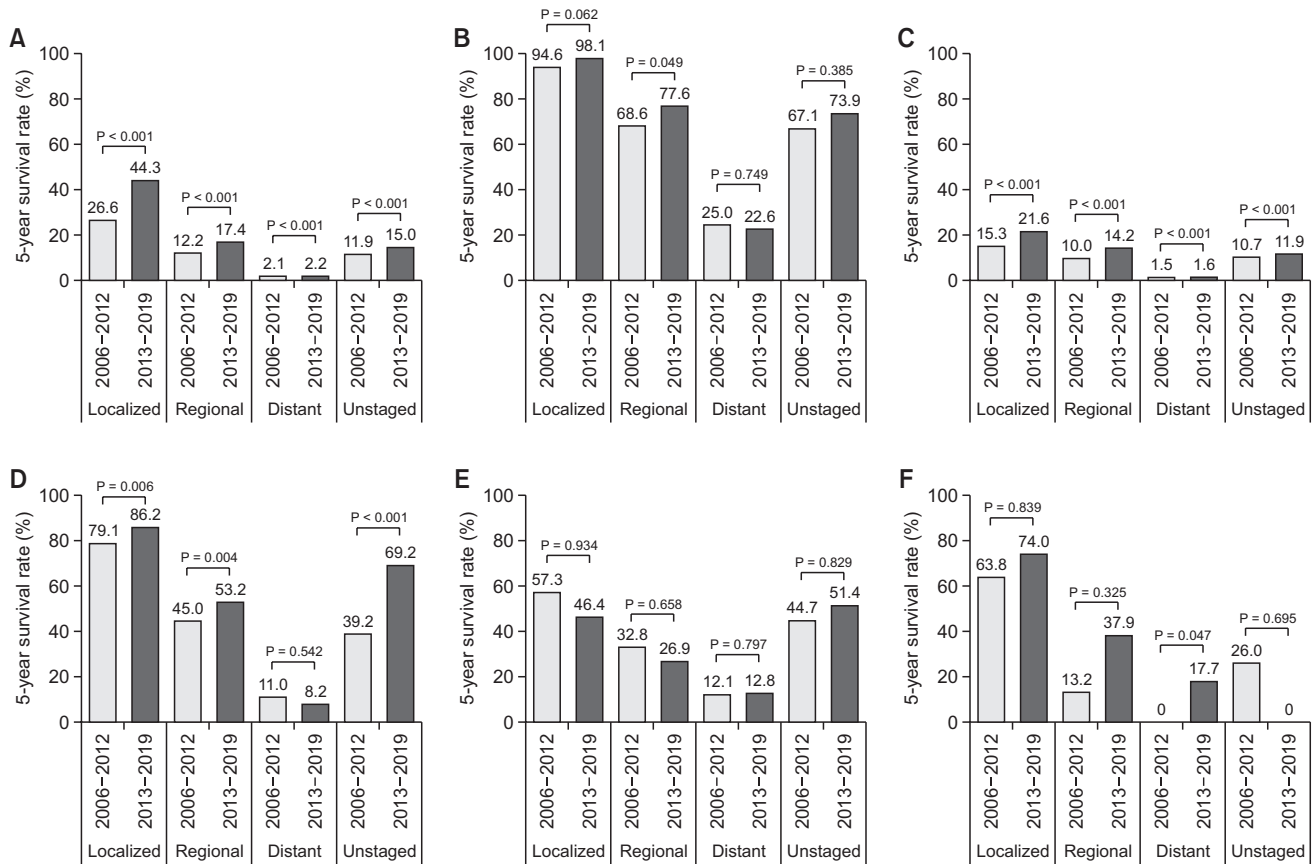 A
5-year survival rate (%)
100
80
60
40
20
0
P < 0.001
26.6 44.3
P < 0.001
12.2 17.4
P < 0.001
2.1 2.2
P < 0.001
11.9 15.0
2006–2012 2013–2019 2006–2012 2013–2019 2006–2012 2013–2019 2006–2012 2013–2019
Localized Regional Distant Unstaged
B
5-year survival rate (%)
100
80
60
40
20
0
P = 0.062
94.6 98.1
P = 0.049
68.6 77.6
P = 0.749
25.0 22.6
P = 0.385
67.1 73.9
2006–2012 2013–2019 2006–2012 2013–2019 2006–2012 2013–2019 2006–2012 2013–2019
Localized Regional Distant Unstaged
C
5-year survival rate (%)
100
80
60
40
20
0
P < 0.001
15.3 21.6
P < 0.001
10.0 14.2
P < 0.001
1.5 1.6
P < 0.001
10.7 11.9
2006–2012 2013–2019 2006–2012 2013–2019 2006–2012 2013–2019 2006–2012 2013–2019
Localized Regional Distant Unstaged
D
5-year survival rate (%)
100
80
60
40
20
0
P = 0.006
79.1 86.2
P = 0.004
45.0 53.2
P = 0.542
11.0 8.2
P < 0.001
39.2 69.2
2006–2012 2013–2019 2006–2012 2013–2019 2006–2012 2013–2019 2006–2012 2013–2019
Localized Regional Distant Unstaged
E
5-year survival rate (%)
100
80
60
40
20
0
P = 0.934
57.3 46.4
P = 0.658
32.8 26.9
P = 0.797
12.1 12.8
P = 0.829
44.7 51.4
2006–2012 2013–2019 2006–2012 2013–2019 2006–2012 2013–2019 2006–2012 2013–2019
Localized Regional Distant Unstaged
F
5-year survival rate (%)
100
80
60
40
20
0
P = 0.839
63.8 74.0
P = 0.325
13.2 37.9
P = 0.047
0 17.7
P = 0.695
26.0 0
2006–2012 2013–2019 2006–2012 2013–2019 2006–2012 2013–2019 2006–2012 2013–2019
Localized Regional Distant Unstaged